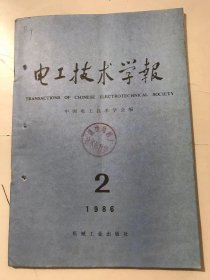 电工技术学报
TRANSACTIONS OF CHINESE ELECTROTECHNICAL SOCIETY
中国电工技术学会编
2
1986
机械工业出版社